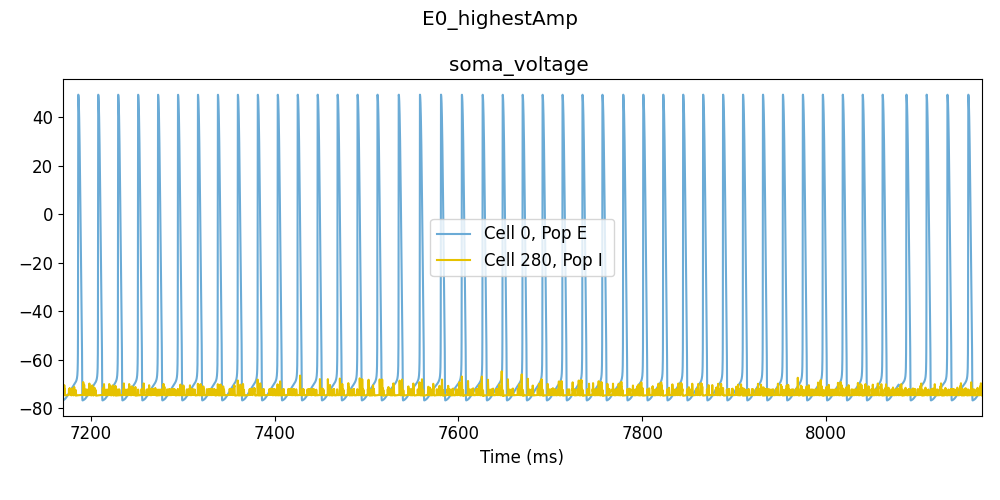 E0_highestAmp
soma_voltage
40
20
0
−20
−40
−60
−80
Cell 0, Pop E
Cell 280, Pop I
7200 7400 7600 7800 8000
Time (ms)